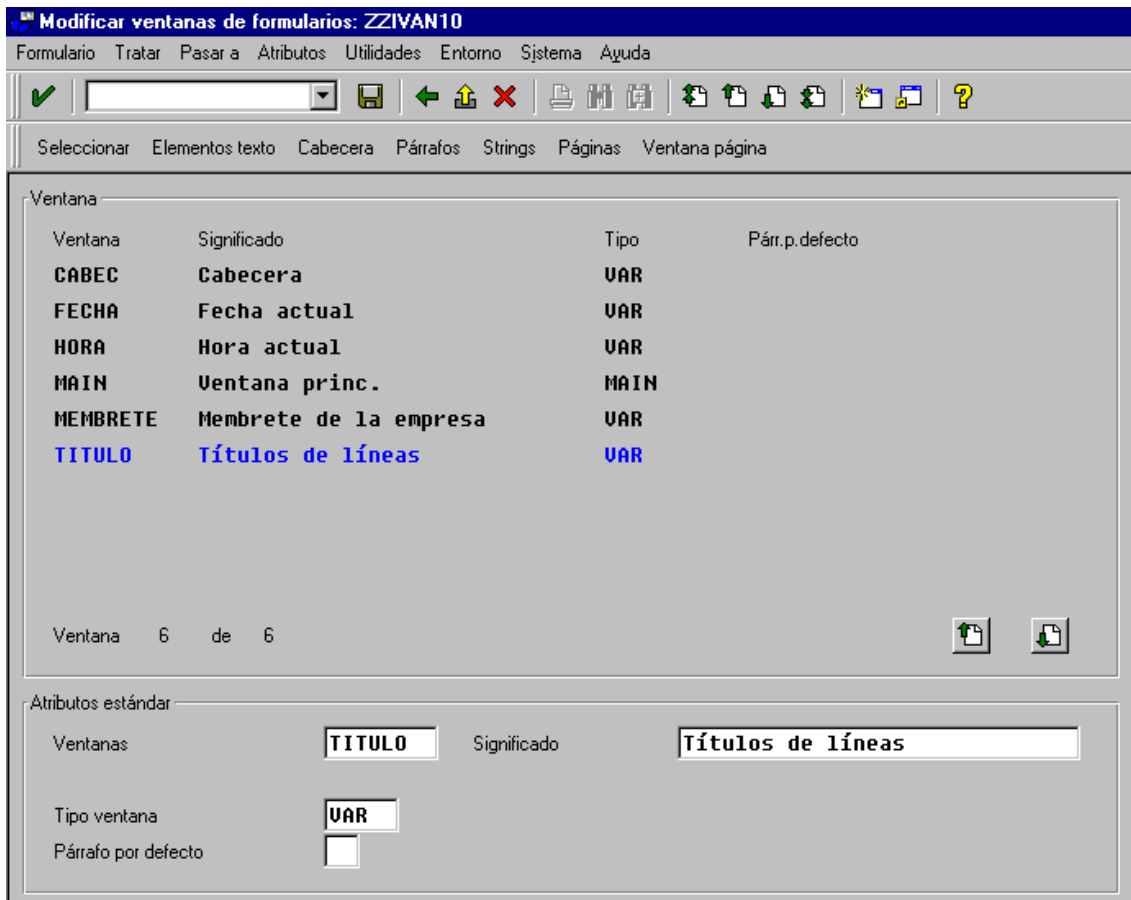 Modificar ventanas de formularios: ZZIVAN10
Formulario Tratar Pasar a Atributos Utilidades Entorno Sistema Ayuda
Seleccionar Elementos texto Cabecera Párrafos Strings Páginas Ventana página
Ventana
Ventana Significado Tipo Párr.p.defecto
CABEC Cabecera VAR
FECHA Fecha actual VAR
HORA Hora actual VAR
MAIN Ventana princ. MAIN
MEMBRETE Membrete de la empresa VAR
TITULO Títulos de líneas VAR
Ventana 6 de 6
Atributos estándar
Ventanas TITULO Significado Títulos de líneas
Tipo ventana VAR
Párrafo por defecto